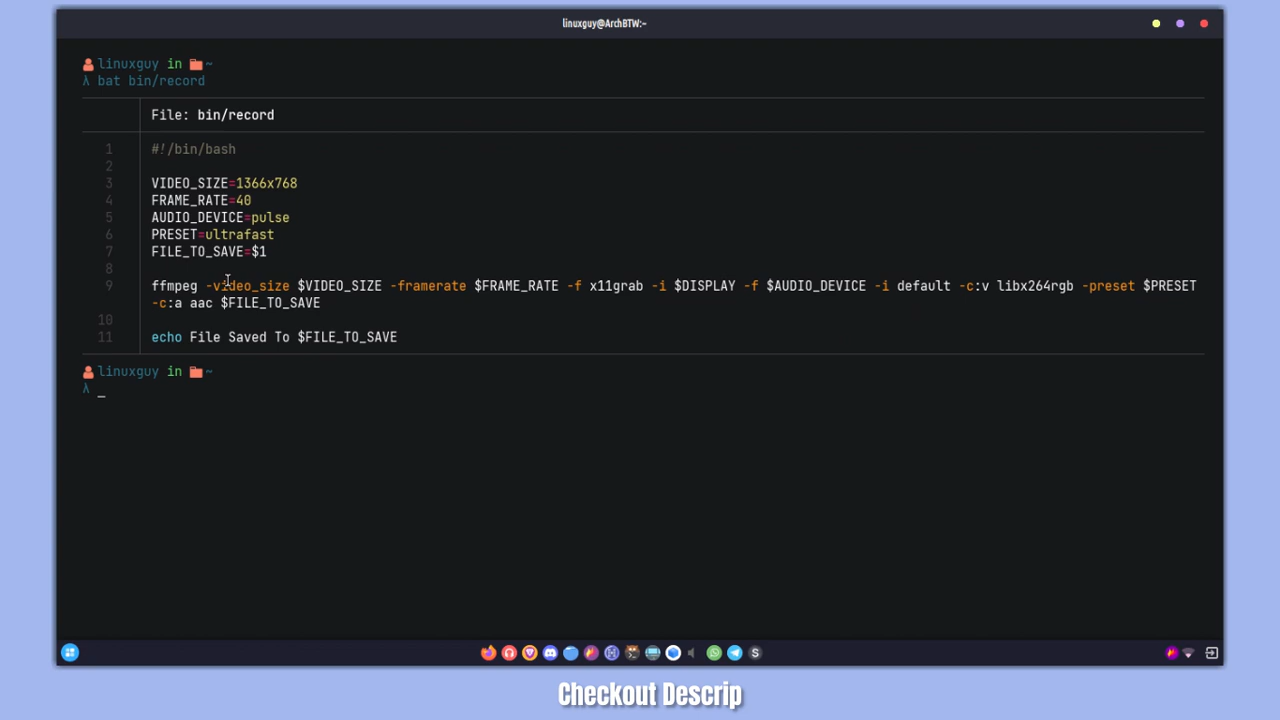 linuxguy@ArchBTW:~
linuxguy in ~
λ bat bin/record
File: bin/record
1 #!/bin/bash
2
3 VIDEO_SIZE=1366x768
4 FRAME_RATE=40
5 AUDIO_DEVICE=pulse
6 PRESET=ultrafast
7 FILE_TO_SAVE=$1
8
9 ffmpeg -video_size $VIDEO_SIZE -framerate $FRAME_RATE -f x11grab -i $DISPLAY -f $AUDIO_DEVICE -i default -c:v libx264rgb -preset $PRESET
-c:a aac $FILE_TO_SAVE
10
11 echo File Saved To $FILE_TO_SAVE
linuxguy in ~
λ _
S
Checkout Descrip